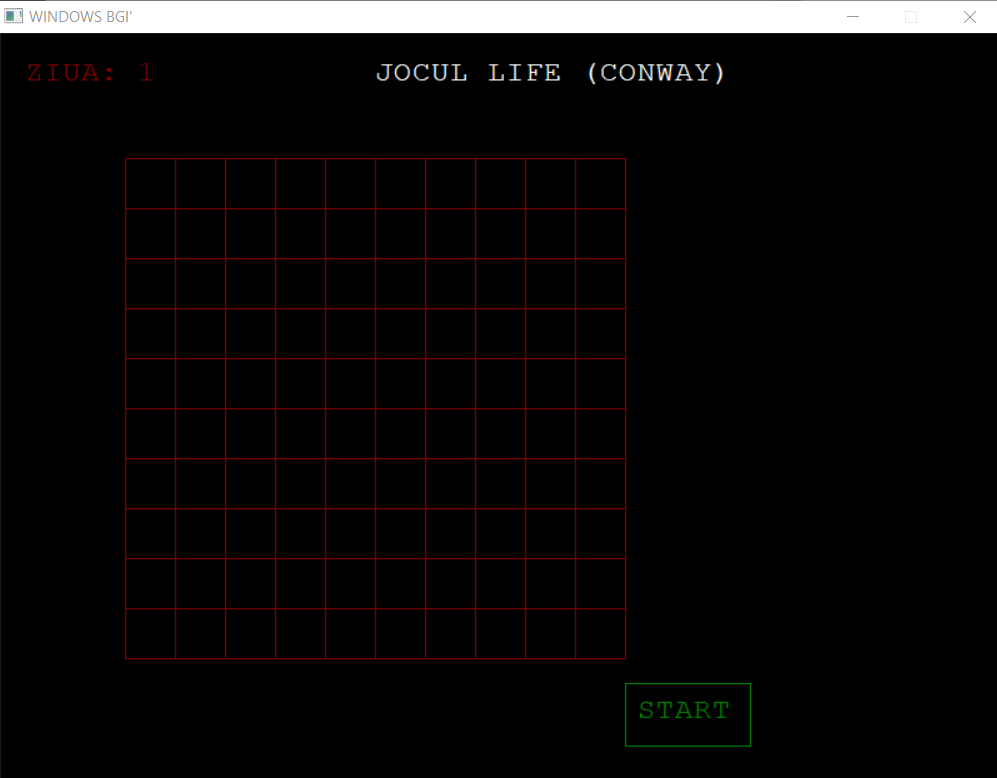 WINDOWS BGI'
ZIUA: 1
JOCUL LIFE (CONWAY)
START